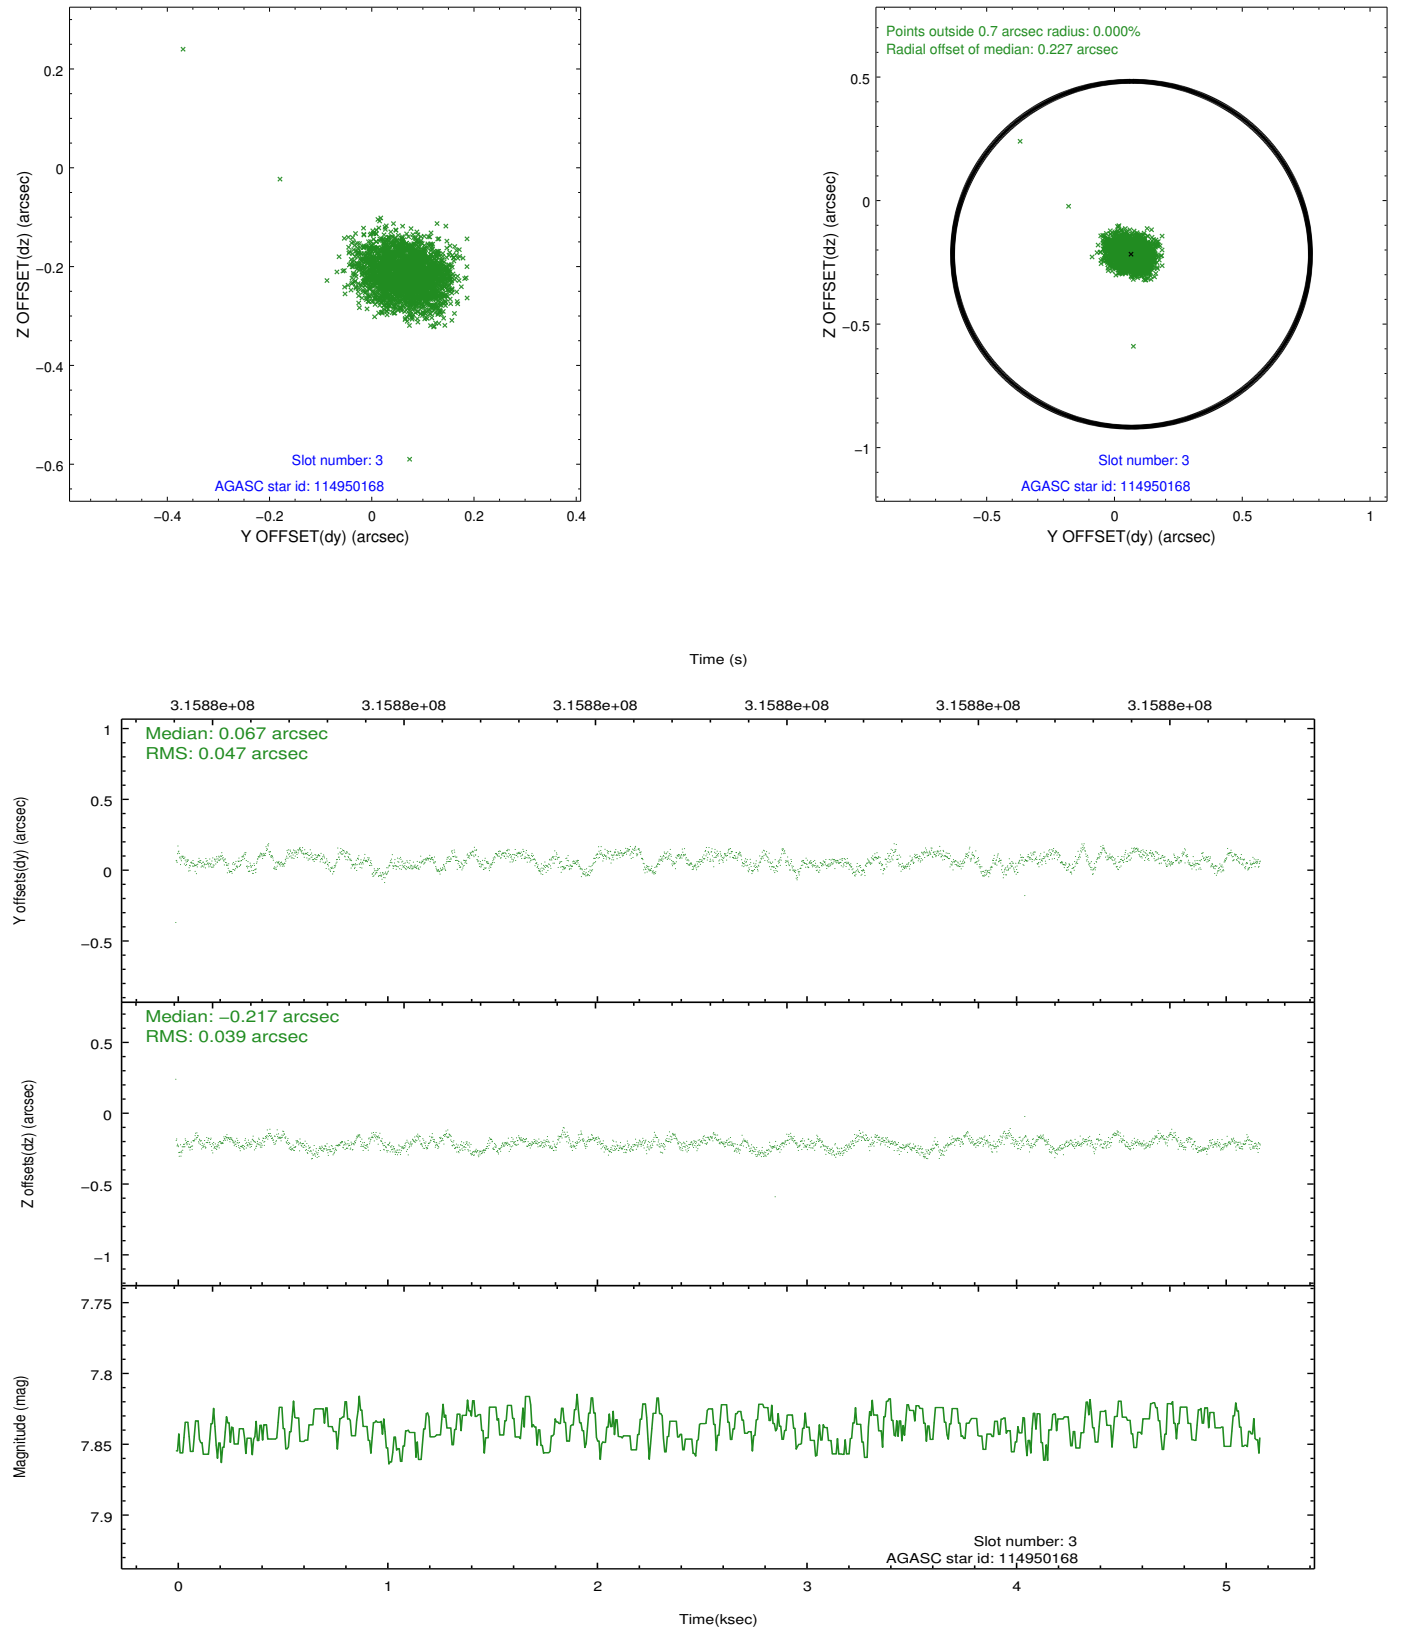 0.2
0
−0.2
−0.4
−0.6
Z OFFSET(dz) (arcsec)
Slot number: 3
AGASC star id: 114950168
−0.4
−0.2
0
0.2
0.4
Y OFFSET(dy) (arcsec)
Points outside 0.7 arcsec radius: 0.000%
Radial offset of median: 0.227 arcsec
0.5
0
−0.5
−1
Z OFFSET(dz) (arcsec)
Slot number: 3
AGASC star id: 114950168
−0.5
0
0.5
1
Y OFFSET(dy) (arcsec)
Time (s)
3.1588e+08
3.1588e+08
3.1588e+08
3.1588e+08
3.1588e+08
3.1588e+08
Median: 0.067 arcsec
RMS: 0.047 arcsec
1
0.5
0
−0.5
Y offsets(dy) (arcsec)
Median: −0.217 arcsec
RMS: 0.039 arcsec
0.5
0
−0.5
−1
Z offsets(dz) (arcsec)
7.75
7.8
7.85
7.9
Magnitude (mag)
Slot number: 3
AGASC star id: 114950168
0
1
2
3
4
5
Time(ksec)